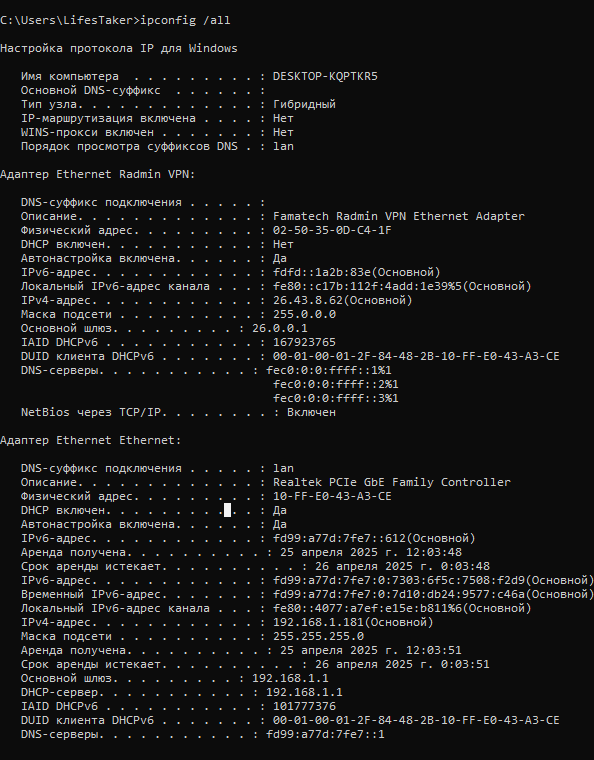 C:\Users\LifesTaker>ipconfig /all
Настройка протокола IP для Windows
Имя компьютера  . . . . . . . . . : DESKTOP-KQPTKR5
Основной DNS-суффикс  . . . . . . :
Тип узла. . . . . . . . . . . . . : Гибридный
IP-маршрутизация включена . . . . : Нет
WINS-прокси включен . . . . . . . : Нет
Порядок просмотра суффиксов DNS . : lan
Адаптер Ethernet Radmin VPN:
DNS-суффикс подключения . . . . . :
Описание. . . . . . . . . . . . . : Famatech Radmin VPN Ethernet Adapter
Физический адрес. . . . . . . . . : 02-50-35-0D-C4-1F
DHCP включен. . . . . . . . . . . : Нет
Автонастройка включена. . . . . . : Да
IPv6-адрес. . . . . . . . . . . . : fdfd::1a2b:83e(Основной)
Локальный IPv6-адрес канала . . . : fe80::c17b:112f:4add:1e39%5(Основной)
IPv4-адрес. . . . . . . . . . . . : 26.43.8.62(Основной)
Маска подсети . . . . . . . . . . : 255.0.0.0
Основной шлюз. . . . . . . . . : 26.0.0.1
IAID DHCPv6 . . . . . . . . . . . : 167923765
DUID клиента DHCPv6 . . . . . . . : 00-01-00-01-2F-84-48-2B-10-FF-E0-43-A3-CE
DNS-серверы. . . . . . . . . . . : fec0:0:0:ffff::1%1
fec0:0:0:ffff::2%1
fec0:0:0:ffff::3%1
NetBios через TCP/IP. . . . . . . . : Включен
Адаптер Ethernet Ethernet:
DNS-суффикс подключения . . . . . : lan
Описание. . . . . . . . . . . . . : Realtek PCIe GbE Family Controller
Физический адрес. . . . . . . . . : 10-FF-E0-43-A3-CE
DHCP включен. . . . . . . . . . . : Да
Автонастройка включена. . . . . . : Да
IPv6-адрес. . . . . . . . . . . . : fd99:a77d:7fe7::612(Основной)
Аренда получена. . . . . . . . . . : 25 апреля 2025 г. 12:03:48
Срок аренды истекает. . . . . . . . . . : 26 апреля 2025 г. 0:03:48
IPv6-адрес. . . . . . . . . . . . : fd99:a77d:7fe7:0:7303:6f5c:7508:f2d9(Основной)
Временный IPv6-адрес. . . . . . . : fd99:a77d:7fe7:0:7d10:db24:9577:c46a(Основной)
Локальный IPv6-адрес канала . . . : fe80::4077:a7ef:e15e:b811%6(Основной)
IPv4-адрес. . . . . . . . . . . . : 192.168.1.181(Основной)
Маска подсети . . . . . . . . . . : 255.255.255.0
Аренда получена. . . . . . . . . . : 25 апреля 2025 г. 12:03:51
Срок аренды истекает. . . . . . . . . . : 26 апреля 2025 г. 0:03:51
Основной шлюз. . . . . . . . . : 192.168.1.1
DHCP-сервер. . . . . . . . . . . : 192.168.1.1
IAID DHCPv6 . . . . . . . . . . . : 101777376
DUID клиента DHCPv6 . . . . . . . : 00-01-00-01-2F-84-48-2B-10-FF-E0-43-A3-CE
DNS-серверы. . . . . . . . . . . : fd99:a77d:7fe7::1